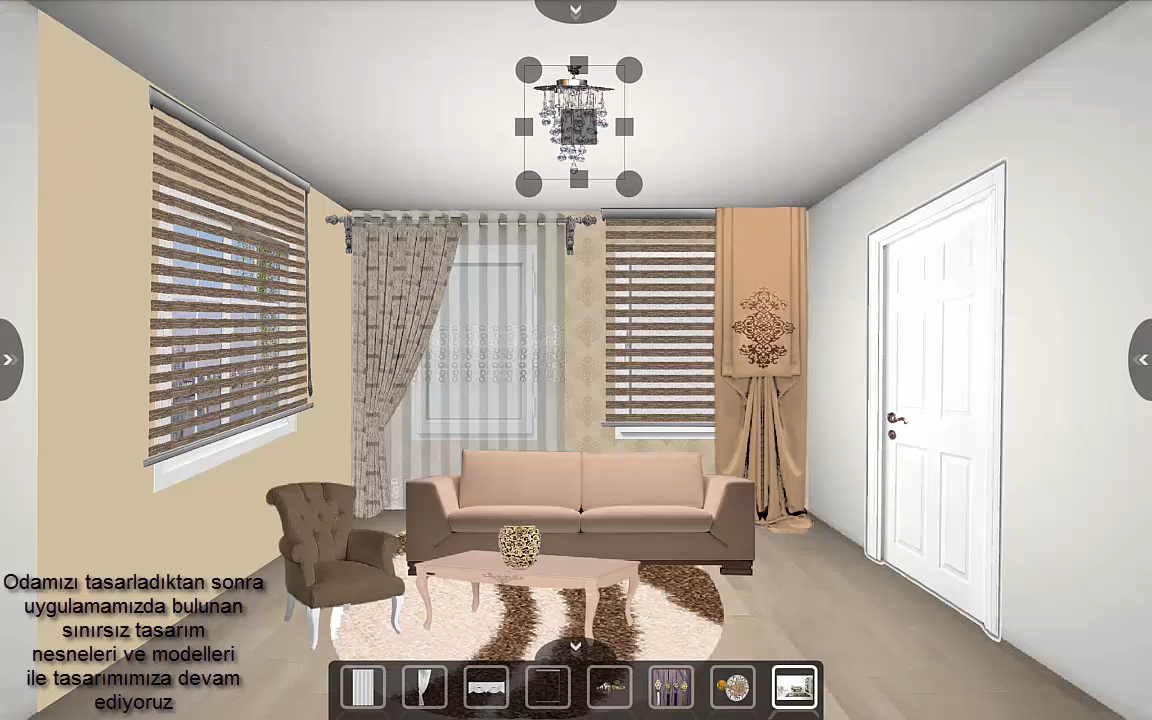 Odamızı tasarladıktan sonra
uygulamamızda bulunan
sınırsız tasarım
nesneleri ve modelleri
ile tasarımımıza devam
ediyoruz